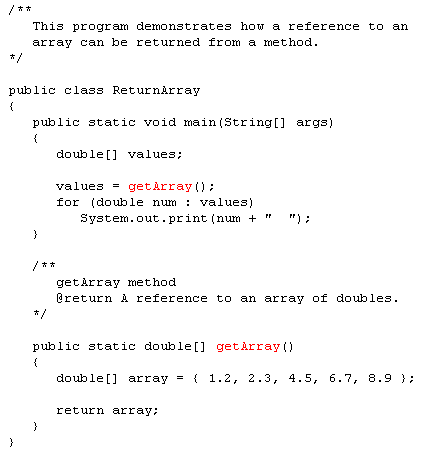 /**
   This program demonstrates how a reference to an
   array can be returned from a method.
*/

public class ReturnArray
{
   public static void main(String[] args)
   {
      double[] values;

      values = getArray();
      for (double num : values)
         System.out.print(num + "  ");
   }

   /**
      getArray method
      @return A reference to an array of doubles.
   */

   public static double[] getArray()
   {
      double[] array = { 1.2, 2.3, 4.5, 6.7, 8.9 };

      return array;
   }
}